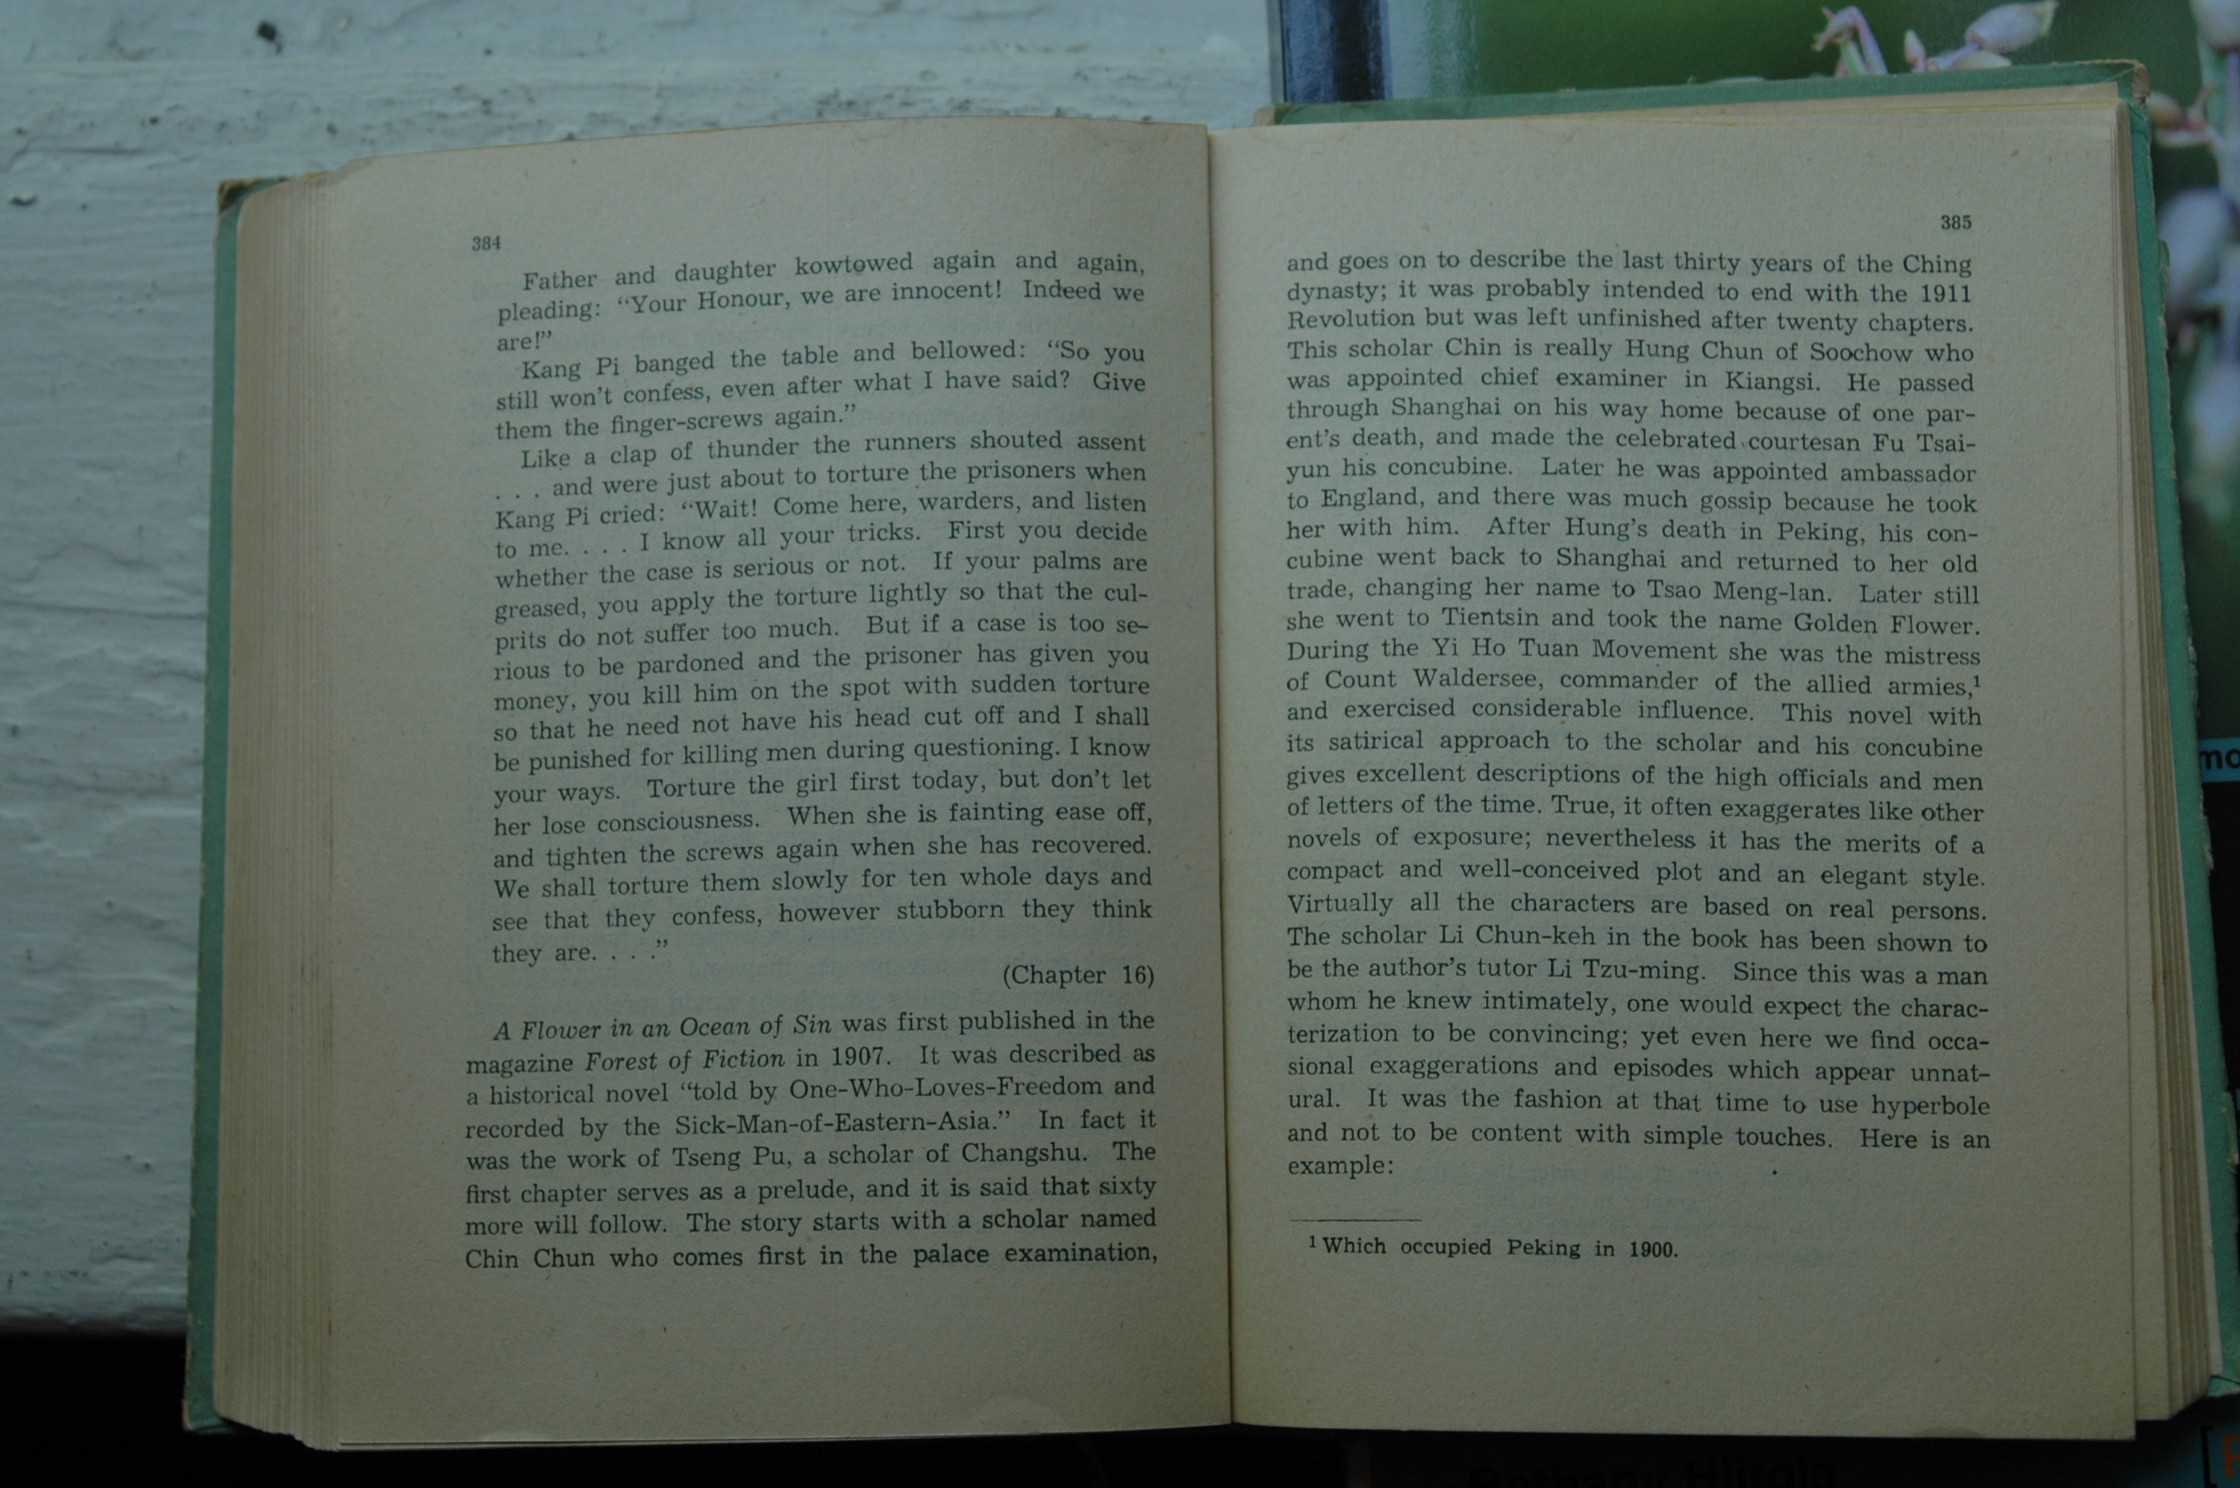 384
Father and daughter kowtowed again and again,
pleading: “Your Honour, we are innocent! Indeed we
are!”
Kang Pi banged the table and bellowed: “So you
still won’t confess, even after what I have said? Give
them the finger-screws again.”
Like a clap of thunder the runners shouted assent
. . . and were just about to torture the prisoners when
Kang Pi cried: “Wait! Come here, warders, and listen
to me. . . . I know all your tricks. First you decide
whether the case is serious or not. If your palms are
greased, you apply the torture lightly so that the cul-
prits do not suffer too much. But if a case is too se-
rious to be pardoned and the prisoner has given you
money, you kill him on the spot with sudden torture
so that he need not have his head cut off and I shall
be punished for killing men during questioning. I know
your ways. Torture the girl first today, but don’t let
her lose consciousness. When she is fainting ease off,
and tighten the screws again when she has recovered.
We shall torture them slowly for ten whole days and
see that they confess, however stubborn they think
they are. . . .”
(Chapter 16)
A Flower in an Ocean of Sin was first published in the
magazine Forest of Fiction in 1907. It was described as
a historical novel “told by One-Who-Loves-Freedom and
recorded by the Sick-Man-of-Eastern-Asia.” In fact it
was the work of Tseng Pu, a scholar of Changshu. The
first chapter serves as a prelude, and it is said that sixty
more will follow. The story starts with a scholar named
Chin Chun who comes first in the palace examination,
385
and goes on to describe the last thirty years of the Ching
dynasty; it was probably intended to end with the 1911
Revolution but was left unfinished after twenty chapters.
This scholar Chin is really Hung Chun of Soochow who
was appointed chief examiner in Kiangsi. He passed
through Shanghai on his way home because of one par-
ent’s death, and made the celebrated courtesan Fu Tsai-
yun his concubine. Later he was appointed ambassador
to England, and there was much gossip because he took
her with him. After Hung’s death in Peking, his con-
cubine went back to Shanghai and returned to her old
trade, changing her name to Tsao Meng-lan. Later still
she went to Tientsin and took the name Golden Flower.
During the Yi Ho Tuan Movement she was the mistress
of Count Waldersee, commander of the allied armies,¹
and exercised considerable influence. This novel with
its satirical approach to the scholar and his concubine
gives excellent descriptions of the high officials and men
of letters of the time. True, it often exaggerates like other
novels of exposure; nevertheless it has the merits of a
compact and well-conceived plot and an elegant style.
Virtually all the characters are based on real persons.
The scholar Li Chun-keh in the book has been shown to
be the author’s tutor Li Tzu-ming. Since this was a man
whom he knew intimately, one would expect the charac-
terization to be convincing; yet even here we find occa-
sional exaggerations and episodes which appear unnat-
ural. It was the fashion at that time to use hyperbole
and not to be content with simple touches. Here is an
example:
¹ Which occupied Peking in 1900.
mo